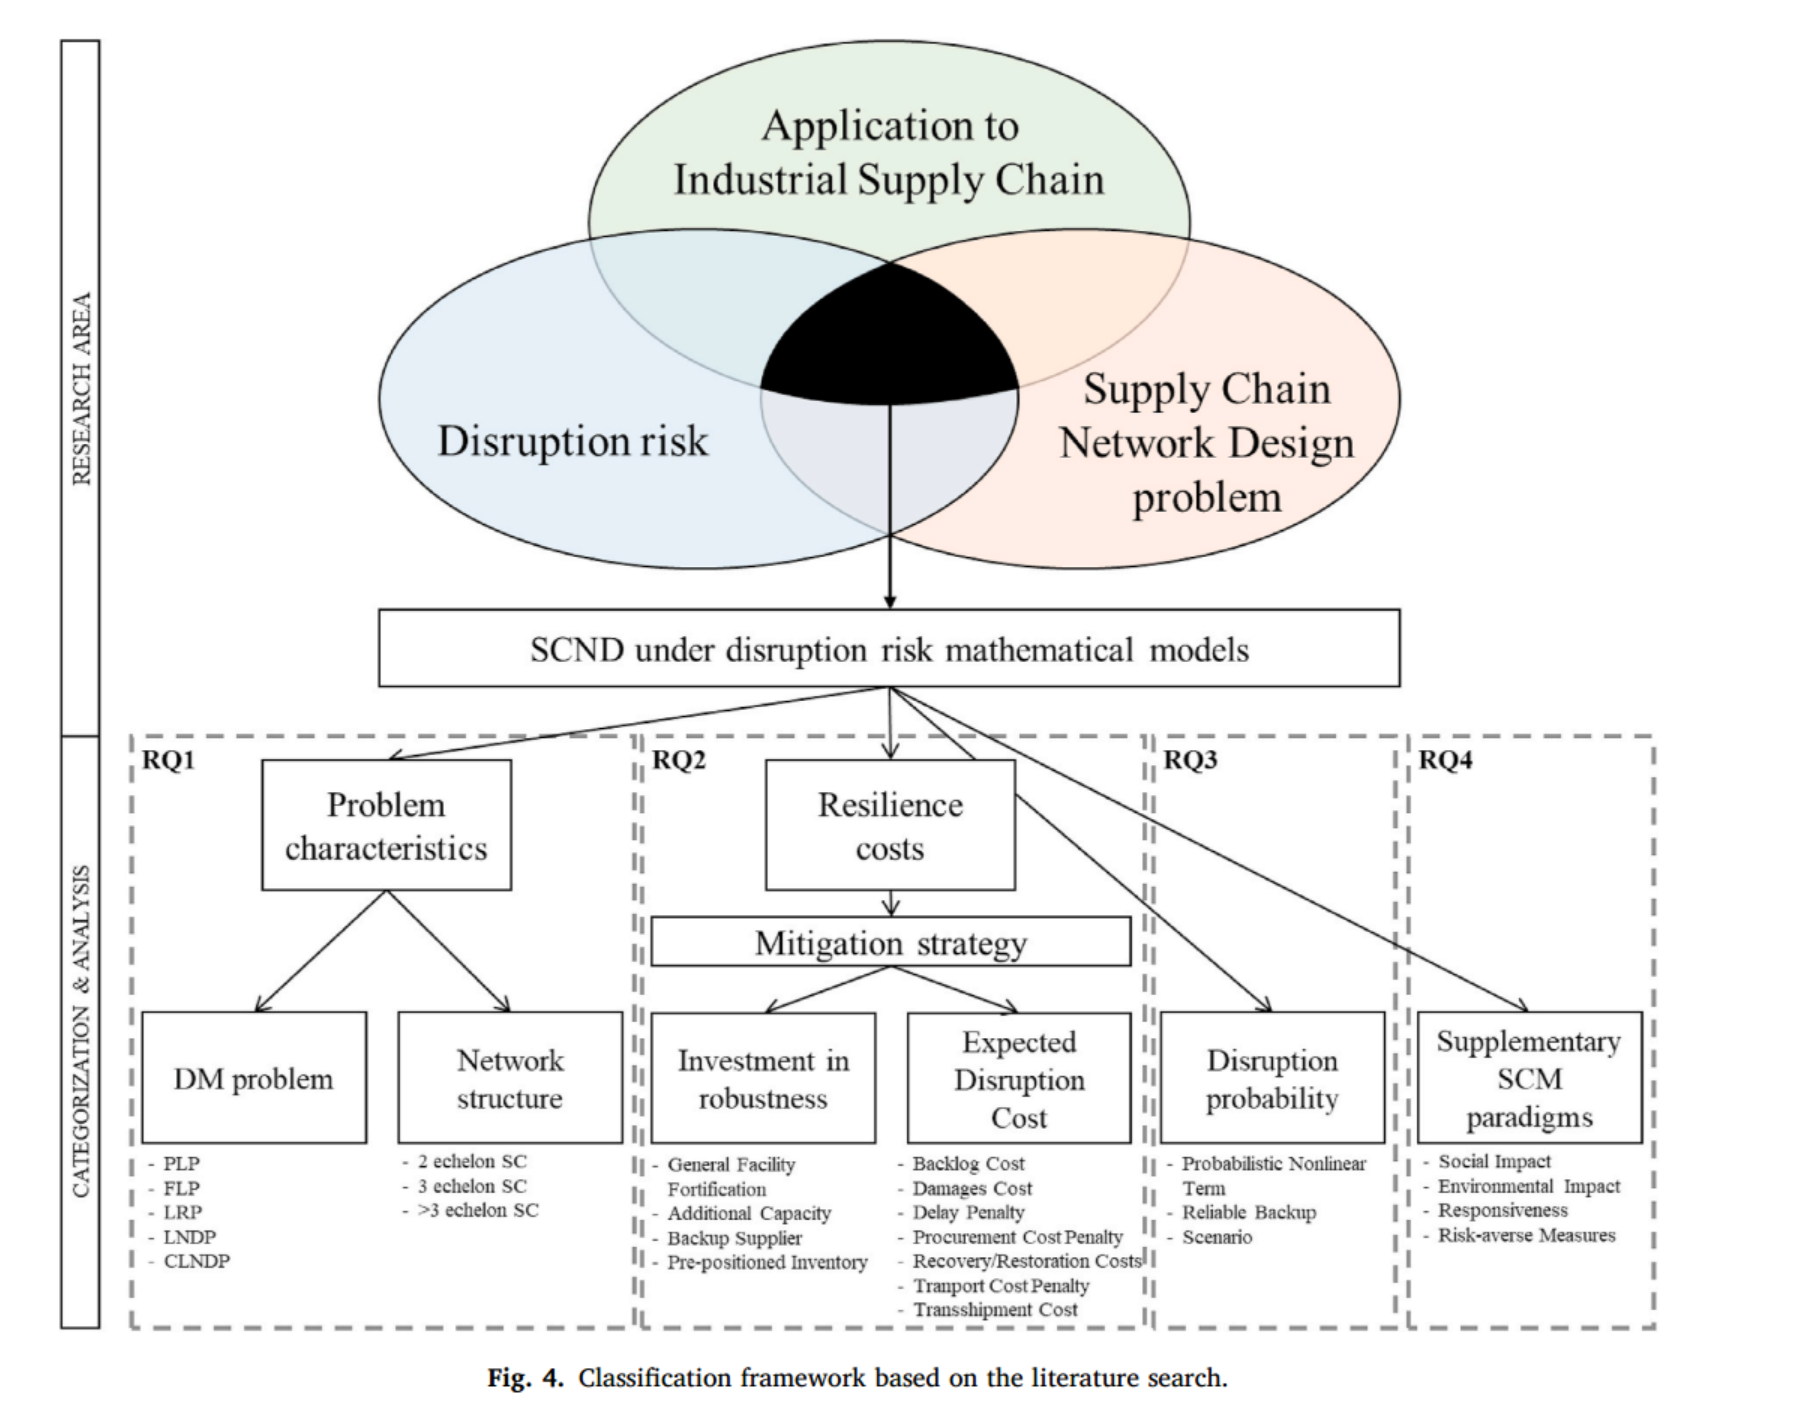 RESEARCH AREA
Application to
Industrial Supply Chain
Disruption risk
Supply Chain
Network Design
problem
SCND under disruption risk mathematical models
CATEGORIZATION & ANALYSIS
RQ1
Problem
characteristics
DM problem
- PLP
- FLP
- LRP
- LNDP
- CLNDP
Network
structure
- 2 echelon SC
- 3 echelon SC
- >3 echelon SC
RQ2
Resilience
costs
Mitigation strategy
Investment in
robustness
- General Facility
Fortification
- Additional Capacity
- Backup Supplier
- Pre-positioned Inventory
Expected
Disruption
Cost
- Backlog Cost
- Damages Cost
- Delay Penalty
- Procurement Cost Penalty
- Recovery/Restoration Costs
- Tranport Cost Penalty
- Transshipment Cost
RQ3
Disruption
probability
- Probabilistic Nonlinear
Term
- Reliable Backup
- Scenario
RQ4
Supplementary
SCM
paradigms
- Social Impact
- Environmental Impact
- Responsiveness
- Risk-averse Measures
Fig. 4. Classification framework based on the literature search.